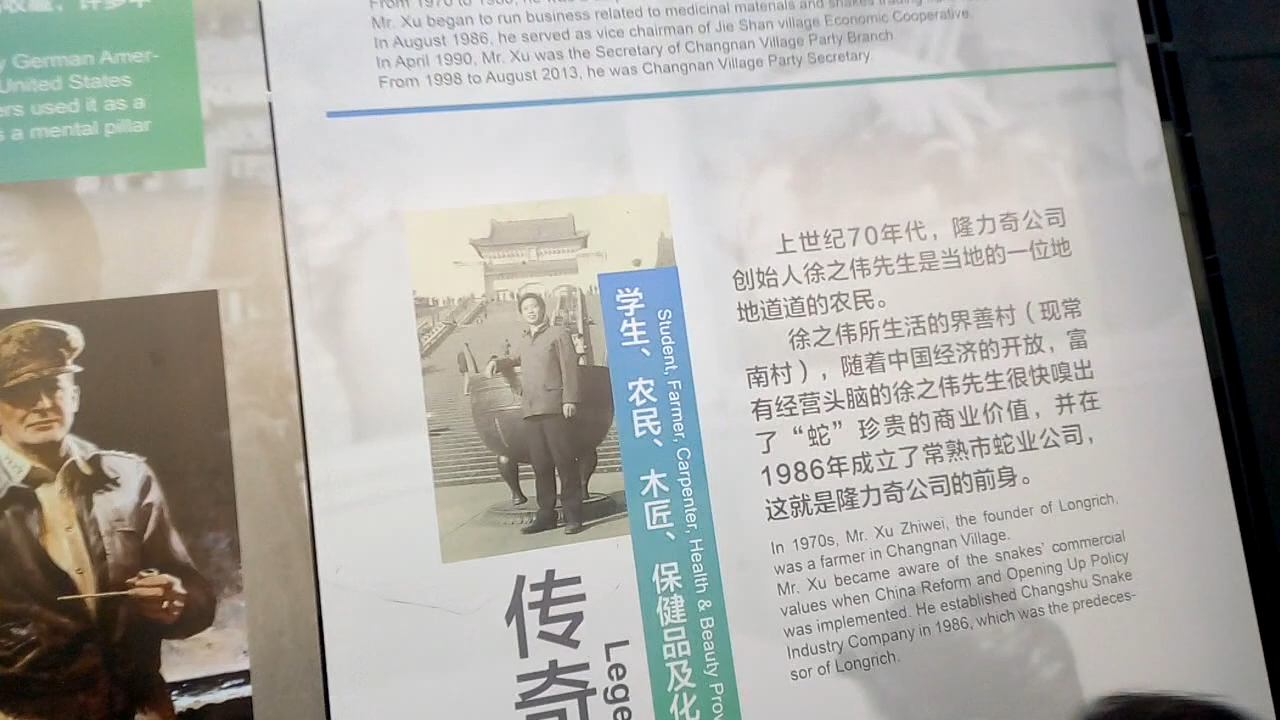 y German Amer-
United States
ers used it as a
s a mental pillar
Mr. Xu began to run business related to medicinal materials and snakes trading
In August 1986, he served as vice chairman of Jie Shan village Economic Cooperative.
In April 1990, Mr. Xu was the Secretary of Changnan Village Party Branch
From 1998 to August 2013, he was Changnan Village Party Secretary
学生、农民、木匠、保健品及化
Student, Farmer, Carpenter, Health & Beauty Prov
传奇
Lege
上世纪70年代，隆力奇公司
创始人徐之伟先生是当地的一位地
地道道的农民。
徐之伟所生活的界善村（现常
南村），随着中国经济的开放，富
有经营头脑的徐之伟先生很快嗅出
了“蛇”珍贵的商业价值，并在
1986年成立了常熟市蛇业公司，
这就是隆力奇公司的前身。
In 1970s, Mr. Xu Zhiwei, the founder of Longrich,
was a farmer in Changnan Village.
Mr. Xu became aware of the snakes' commercial
values when China Reform and Opening Up Policy
was implemented. He established Changshu Snake
Industry Company in 1986, which was the predeces-
sor of Longrich.